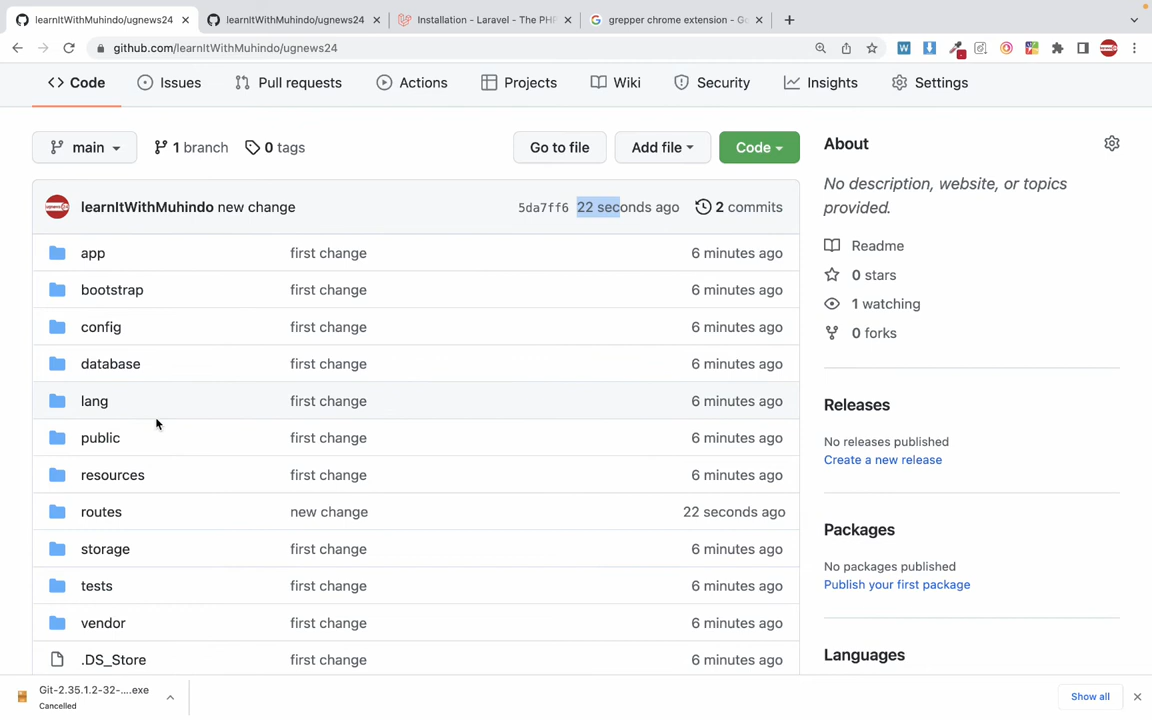 learnItWithMuhindo/ugnews24
learnItWithMuhindo/ugnews24
Installation - Laravel - The PHP
grepper chrome extension - Go
github.com/learnItWithMuhindo/ugnews24
Code
Issues
Pull requests
Actions
Projects
Wiki
Security
Insights
Settings
main
1 branch
0 tags
Go to file
Add file
Code
learnItWithMuhindo new change
5da7ff6 22 seconds ago
2 commits
app first change 6 minutes ago
bootstrap first change 6 minutes ago
config first change 6 minutes ago
database first change 6 minutes ago
lang first change 6 minutes ago
public first change 6 minutes ago
resources first change 6 minutes ago
routes new change 22 seconds ago
storage first change 6 minutes ago
tests first change 6 minutes ago
vendor first change 6 minutes ago
.DS_Store first change 6 minutes ago
About
No description, website, or topics
provided.
Readme
0 stars
1 watching
0 forks
Releases
No releases published
Create a new release
Packages
No packages published
Publish your first package
Languages
Git-2.35.1.2-32-....exe
Cancelled
Show all